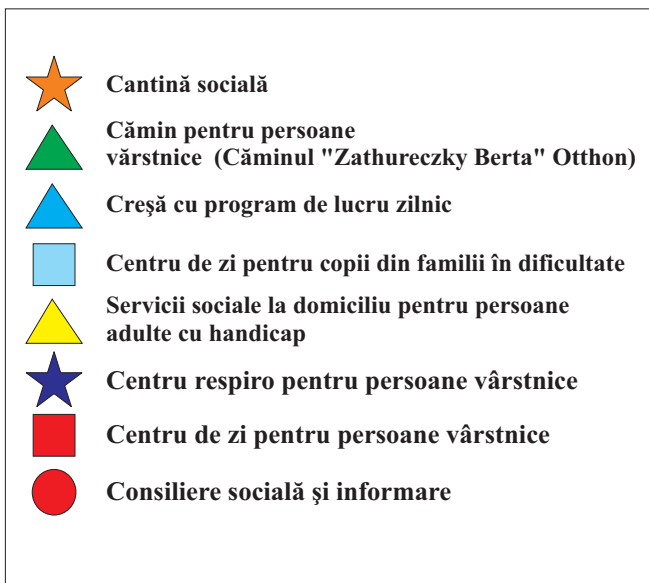 Cantină socială
Cămin pentru persoane
vărstnice (Căminul "Zathureczky Berta" Otthon)
Creşă cu program de lucru zilnic
Centru de zi pentru copii din familii în dificultate
Servicii sociale la domiciliu pentru persoane
adulte cu handicap
Centru respiro pentru persoane vârstnice
Centru de zi pentru persoane vârstnice
Consiliere socială şi informare